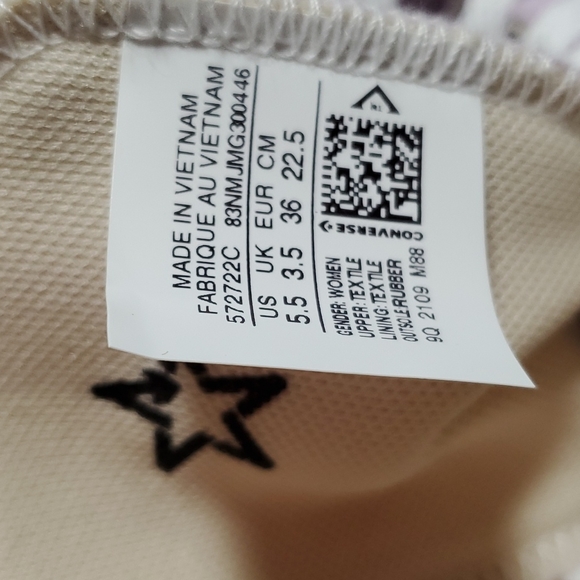 MADE IN VIETNAM
FABRIQUE AU VIETNAM
572722C 83NMJMG300446
US UK EUR CM
5.5 3.5 36 22.5
CONVERSE
GENDER: WOMEN
UPPER: TEXTILE
LINING: TEXTILE
OUTSOLE:RUBBER
9Q 2109 M88